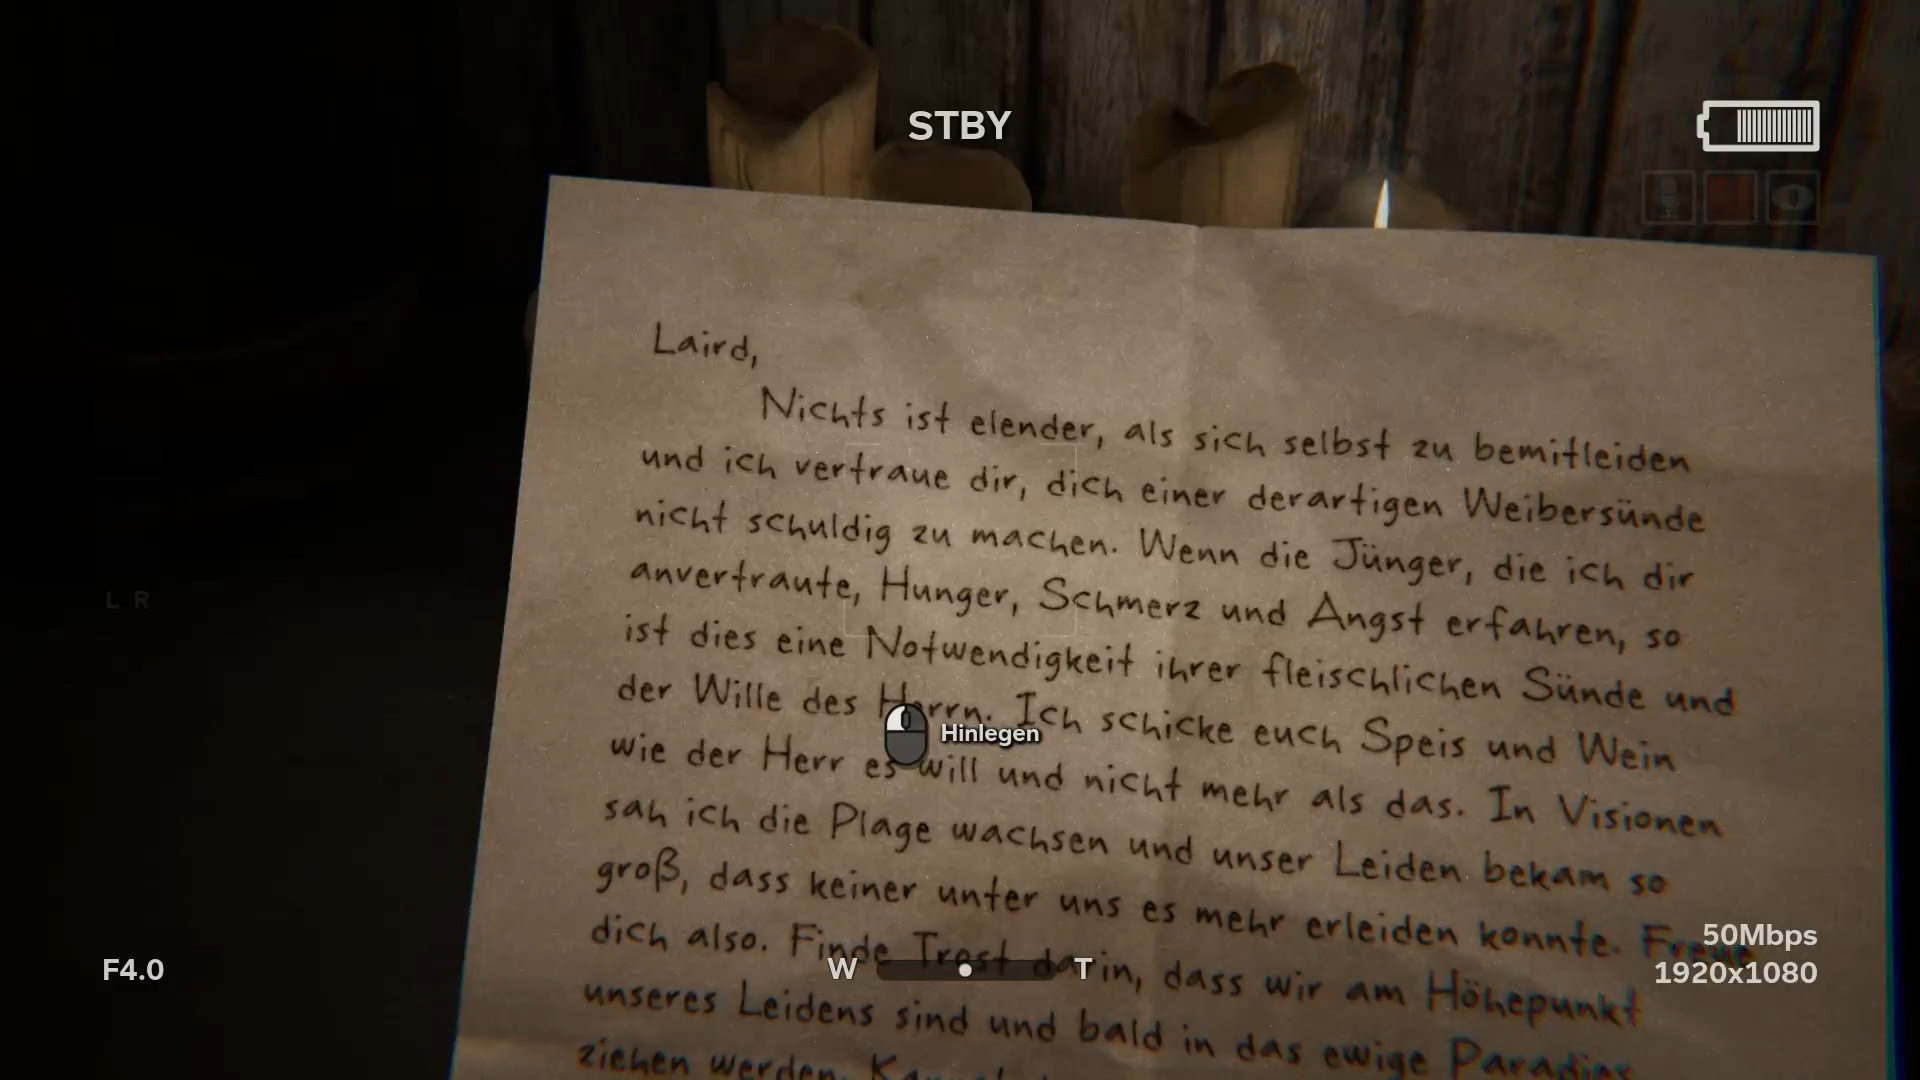 STBY
Laird,
Nichts ist elender, als sich selbst zu bemitleiden
und ich vertraue dir, dich einer derartigen Weibersünde
nicht schuldig zu machen. Wenn die Jünger, die ich dir
anvertraute, Hunger, Schmerz und Angst erfahren, so
ist dies eine Notwendigkeit ihrer fleischlichen Sünde und
der Wille des Herrn. Ich schicke euch Speis und Wein
wie der Herr es will und nicht mehr als das. In Visionen
sah ich die Plage wachsen und unser Leiden bekam so
groß, dass keiner unter uns es mehr erleiden konnte. Freue
dich also. Finde Trost darin, dass wir am Höhepunkt
unseres Leidens sind und bald in das ewige Paradies
ziehen werden.
Hinlegen
L R
F4.0
W T
50Mbps
1920x1080